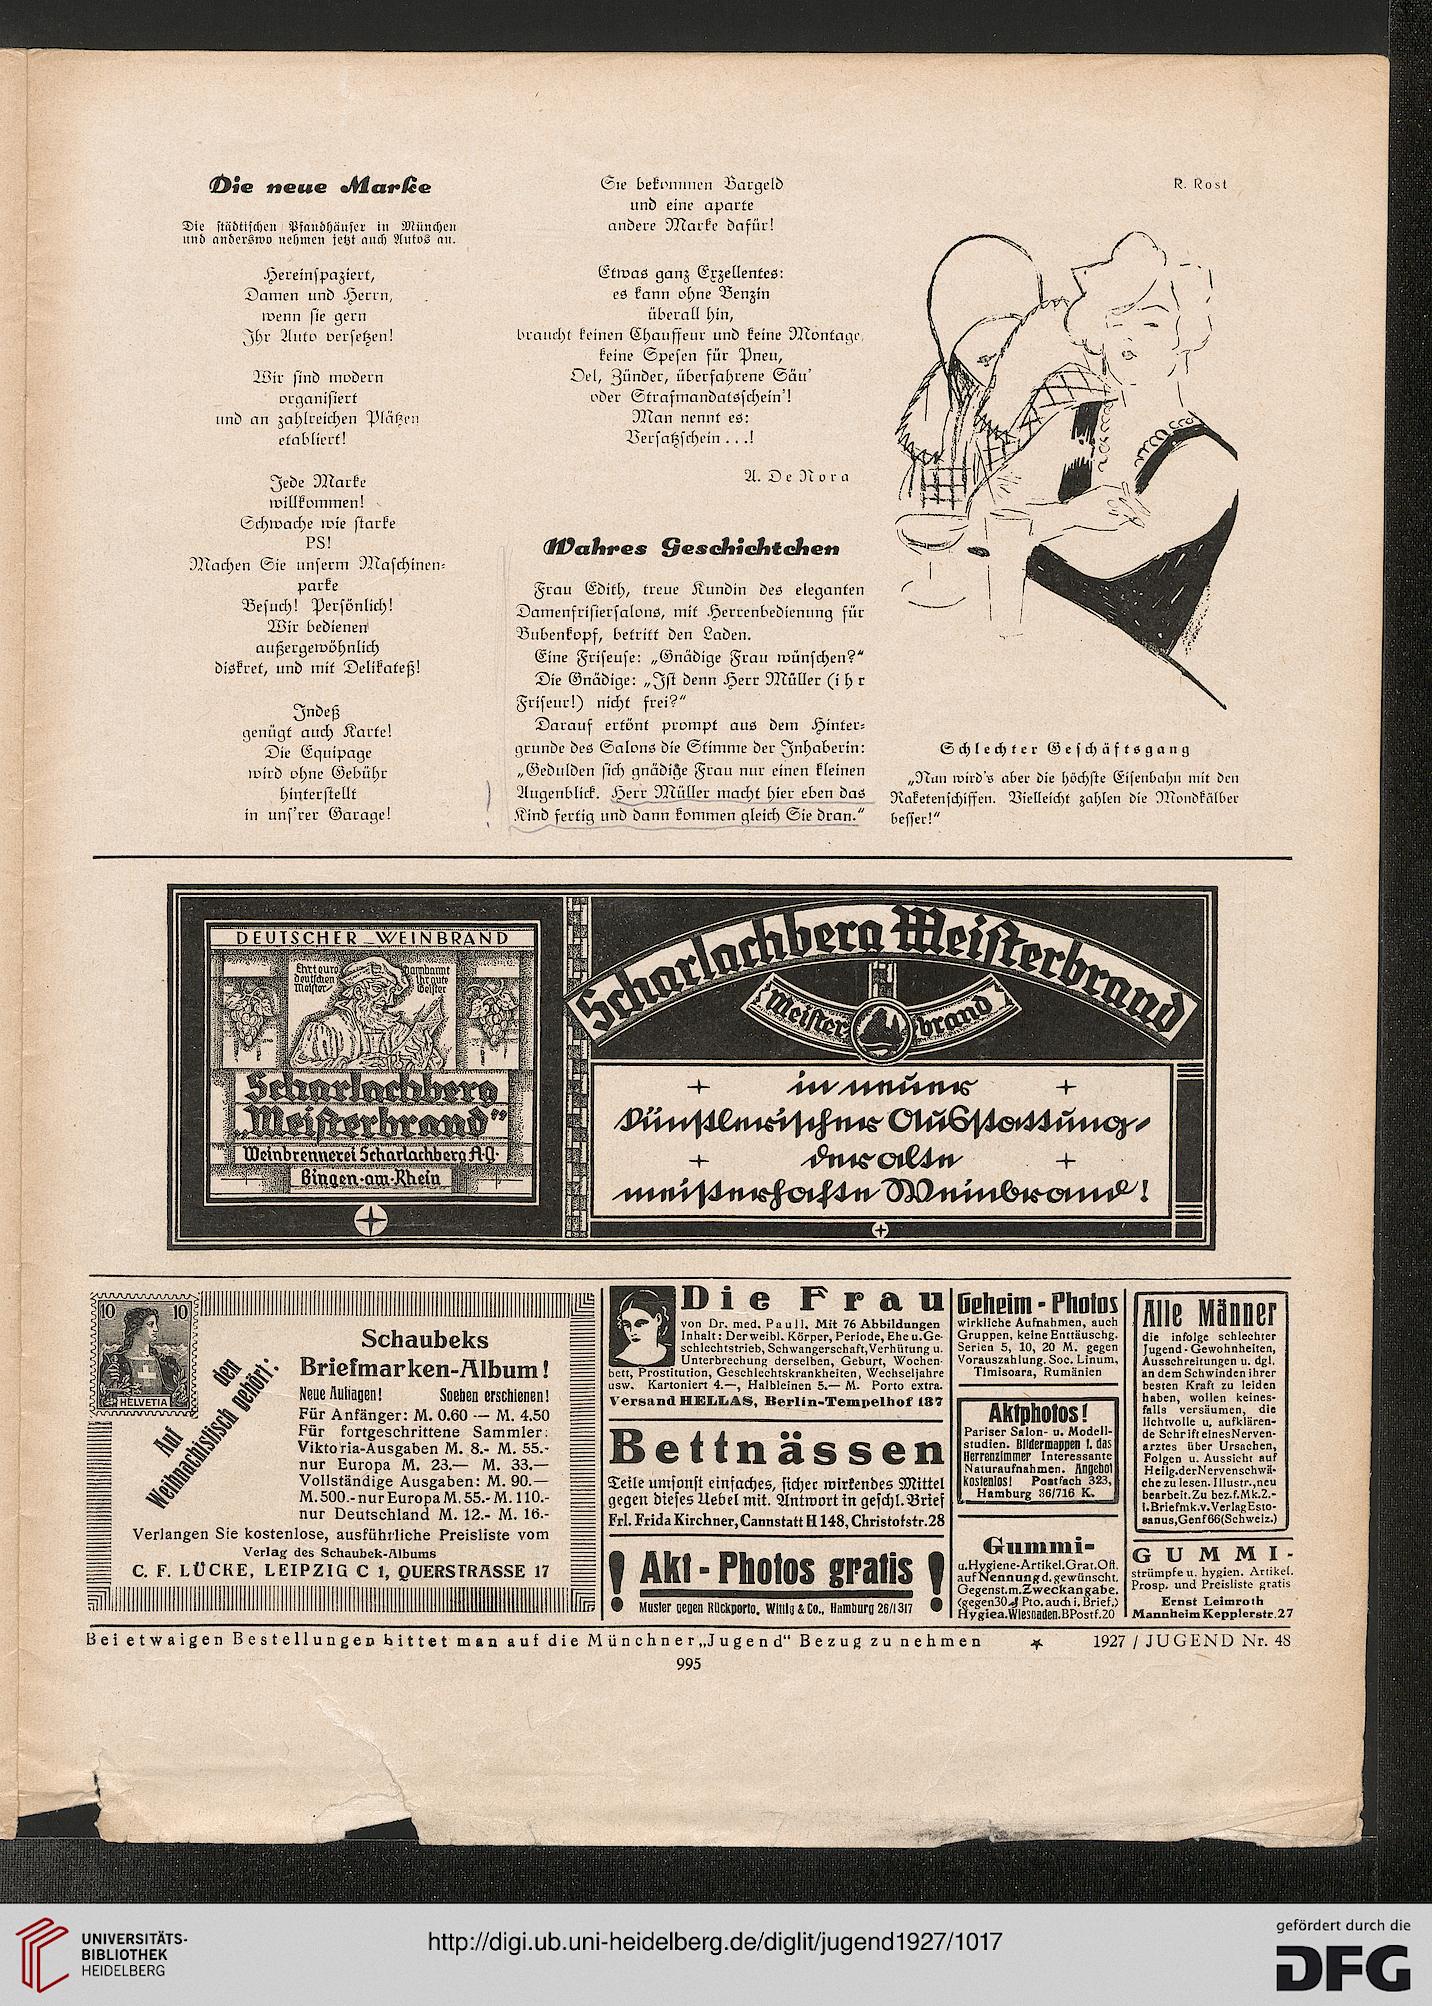 Die neue Marke
Die städtischen Pfandhäuser in München
und anderswo nehmen jetzt auch Autos an.
Hereinspaziert,
Damen und Herrn,
wenn sie gern
Ihr Auto versetzen!
Wir sind modern
organisiert
und an zahlreichen Plätzen
etabliert!
Jede Marke
willkommen!
Schwache wie starke
PS!
Machen Sie unserm Maschinen-
parke
Besuch! Persönlich!
Wir bedienen
außergewöhnlich
diskret, und mit Delikateß!
Indeß
genügt auch Karte!
Die Equipage
wird ohne Gebühr
hinterstellt
in uns'rer Garage!
Sie bekommen Bargeld
und eine aparte
andere Marke dafür!
Etwas ganz Exzellentes:
es kann ohne Benzin
überall hin,
braucht keinen Chauffeur und keine Montage,
keine Spesen für Pneu,
Oel, Zünder, überfahrene Säu'
oder Strafmandatsschein'!
Man nennt es:
Versatzschein . . .!
A. De Nora
Wahres Geschichtchen
Frau Edith, treue Kundin des eleganten
Damenfrisiersalons, mit Herrenbedienung für
Bubenkopf, betritt den Laden.
Eine Friseuse: „Gnädige Frau wünschen?“
Die Gnädige: „Ist denn Herr Müller (ihr
Friseur!) nicht frei?“
Darauf ertönt prompt aus dem Hinter-
grunde des Salons die Stimme der Inhaberin:
„Gedulden sich gnädige Frau nur einen kleinen
Augenblick. Herr Müller macht hier eben das
Kind fertig und dann kommen gleich Sie dran.“
R. Rost
Schlechter Geschäftsgang
„Nun wird's aber die höchste Eisenbahn mit den
Raketenschiffen. Vielleicht zahlen die Mondkälber
besser!“
DEUTSCHER WEINBRAND
Ehrt eure deutschen Meister
dann bannt Ihr gute Geister
Scharlachberg
„Meisterbrand“
Weinbrennerei Scharlachberg A.G.
Bingen-am-Rhein
Scharlachberg Meisterbrand
Meister brand
in neuer
künstlerischer Ausstattung-
der alte
meisterhafte Weinbrand!
10 10
HELVETIA
Auf den
Weihnachtstisch gehört:
Schaubeks
Briefmarken-Album!
Neue Auflagen! Soeben erschienen!
Für Anfänger: M. 0.60 — M. 4.50
Für fortgeschrittene Sammler:
Viktoria-Ausgaben M. 8.- M. 55.-
nur Europa M. 23.— M. 33.—
Vollständige Ausgaben: M. 90.—
M. 500.- nur Europa M. 55.- M. 110.-
nur Deutschland M. 12.- M. 16.-
Verlangen Sie kostenlose, ausführliche Preisliste vom
Verlag des Schaubek-Albums
C. F. LÜCKE, LEIPZIG C 1, QUERSTRASSE 17
Die Frau
von Dr. med. Paull. Mit 76 Abbildungen
Inhalt: Der weibl. Körper, Periode, Ehe u. Ge-
schlechtstrieb, Schwangerschaft, Verhütung u.
Unterbrechung derselben, Geburt, Wochen-
bett, Prostitution, Geschlechtskrankheiten, Wechseljahre
usw. Kartoniert 4.—, Halbleinen 5.— M. Porto extra.
Versand HELLAS, Berlin-Tempelhof 187
Bettnässen
Teile umsonst einfaches, sicher wirkendes Mittel
gegen dieses Uebel mit. Antwort in geschl. Brief
Frl. Frida Kirchner, Cannstatt H 148, Christofstr. 28
! Akt - Photos gratis !
Muster gegen Rückporto. Wittig & Co., Hamburg 26/I 317
Geheim - Photos
wirkliche Aufnahmen, auch
Gruppen, keine Enttäuschg.
Serien 5, 10, 20 M. gegen
Vorauszahlung. Soc. Linum,
Timisoara, Rumänien
Aktphotos!
Pariser Salon- u. Modell-
studien. Bildermappen f. das
Herrenzimmer Interessante
Naturaufnahmen. Angebot
kostenlos! Postfach 323,
Hamburg 36/716 K.
Gummi-
u. Hygiene-Artikel. Grat. Off.
auf Nennung d. gewünscht.
Gegenst. m. Zweckangabe.
(gegen 30 ₰ Pto. auch i. Brief.)
Hygiea. Wiesbaden. B Postf. 20
Alle Männer
die infolge schlechter
Jugend-Gewohnheiten,
Ausschreitungen u. dgl.
an dem Schwinden ihrer
besten Kraft zu leiden
haben, wollen keines-
falls versäumen, die
lichtvolle u. aufklären-
de Schrift eines Nerven-
arztes über Ursachen,
Folgen u. Aussicht auf
Heilg. der Nervenschwä-
che zu lesen. Illustr., neu
bearbeit. Zu bez. f. Mk. 2.-
i. Briefmk. v. Verlag Esto-
sanus, Genf 66 (Schweiz.)
GUMMI-
strümpfe u. hygien. Artikel.
Prosp. und Preisliste gratis
Ernst Leimroth
Mannheim Kepplerstr. 27
Bei etwaigen Bestellungen bittet man auf die Münchner „Jugend“ Bezug zu nehmen * 1927 / JUGEND Nr. 48
995
UNIVERSITÄTS-
BIBLIOTHEK
HEIDELBERG
http://digi.ub.uni-heidelberg.de/diglit/jugend1927/1017
gefördert durch die
DFG